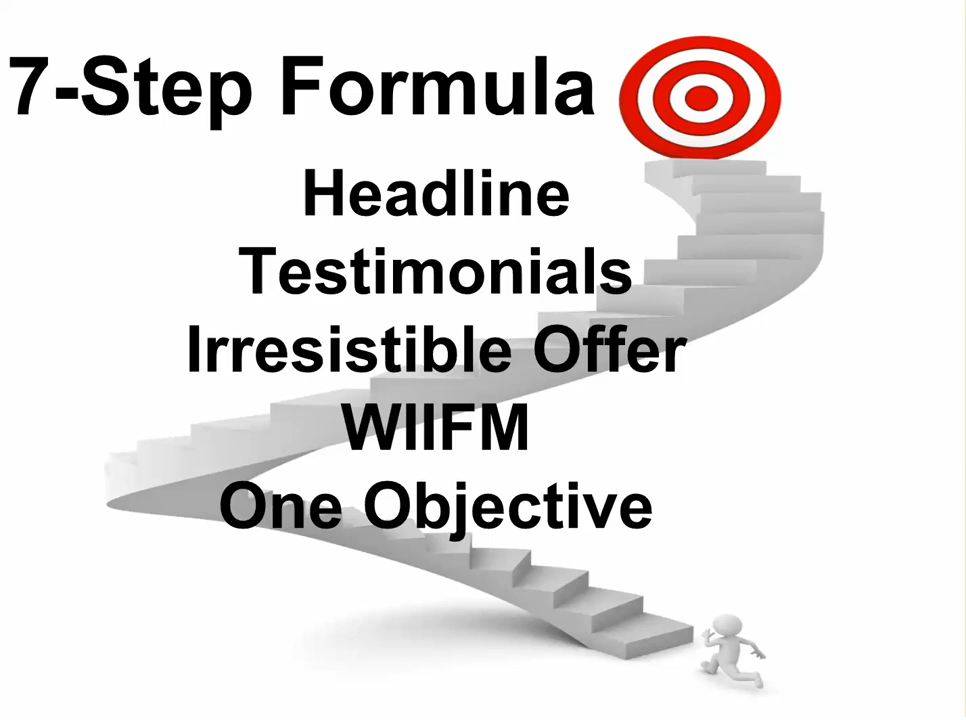 7-Step Formula
Headline
Testimonials
Irresistible Offer
WIIFM
One Objective